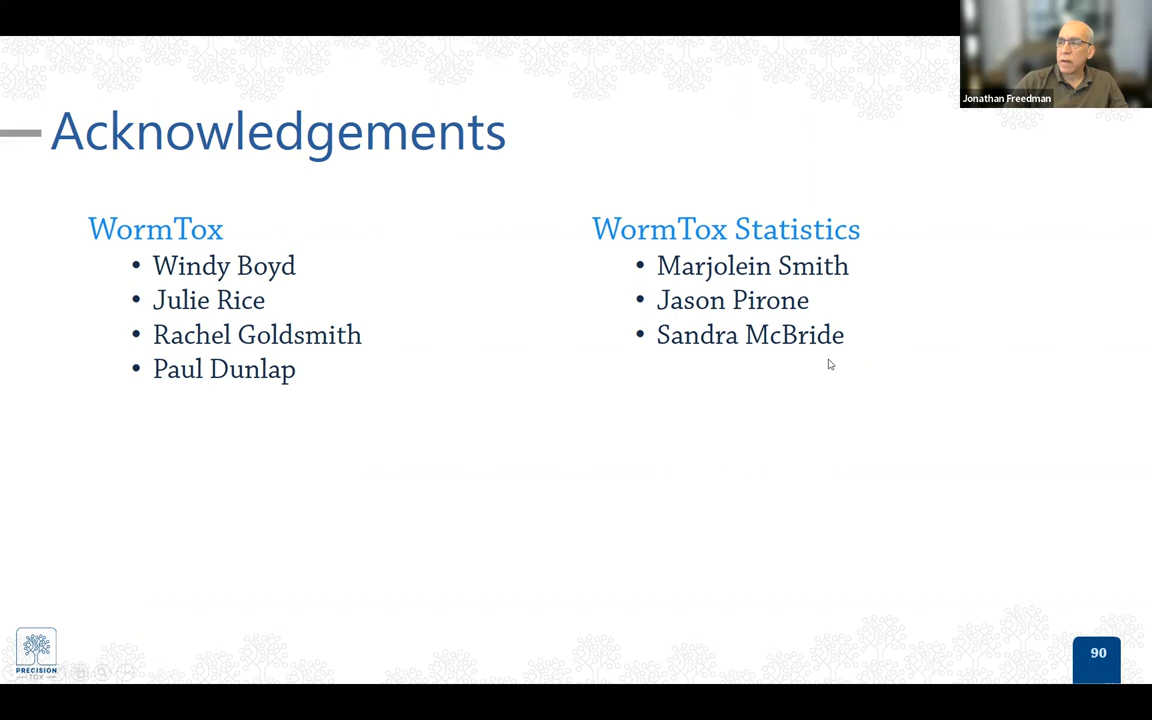 Jonathan Freedman
Acknowledgements
WormTox
• Windy Boyd
• Julie Rice
• Rachel Goldsmith
• Paul Dunlap
WormTox Statistics
• Marjolein Smith
• Jason Pirone
• Sandra McBride
PRECISION
TOX
90